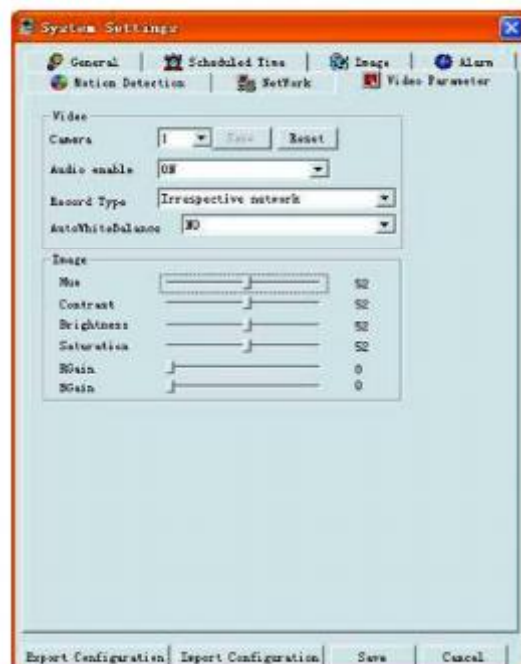 System Settings
General Scheduled Time Image Alarm
Motion Detection NetWork Video Parameter
Video
Camera 1 Save Reset
Audio enable ON
Record Type Irrespective network
AutoWhiteBalance NO
Image
Hue 52
Contrast 52
Brightness 52
Saturation 52
RGain 0
BGain 0
Export Configuration Import Configuration Save Cancel